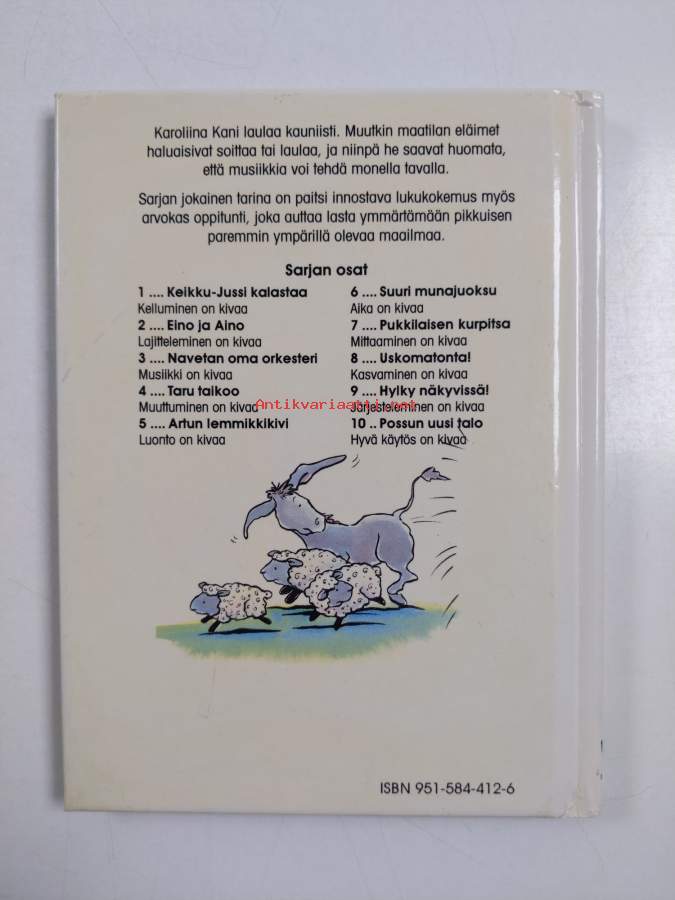 Karoliina Kani laulaa kauniisti. Muutkin maatilan eläimet
haluaisivat soittaa tai laulaa, ja niinpä he saavat huomata,
että musiikkia voi tehdä monella tavalla.
Sarjan jokainen tarina on paitsi innostava lukukokemus myös
arvokas oppitunti, joka auttaa lasta ymmärtämään pikkuisen
paremmin ympärillä olevaa maailmaa.
Sarjan osat
1 .... Keikku-Jussi kalastaa
Kelluminen on kivaa
2 .... Eino ja Aino
Lajitteleminen on kivaa
3 .... Navetan oma orkesteri
Musiikki on kivaa
4 .... Taru taikoo
Muuttuminen on kivaa
5 .... Artun lemmikkikivi
Luonto on kivaa
6 .... Suuri munajuoksu
Aika on kivaa
7 .... Pukkilaisen kurpitsa
Mittaaminen on kivaa
8 .... Uskomatonta!
Kasvaminen on kivaa
9 .... Hylky näkyvissä!
Järjesteleminen on kivaa
10 .. Possun uusi talo
Hyvä käytös on kivaa
Antikvariaatti.net
ISBN 951-584-412-6